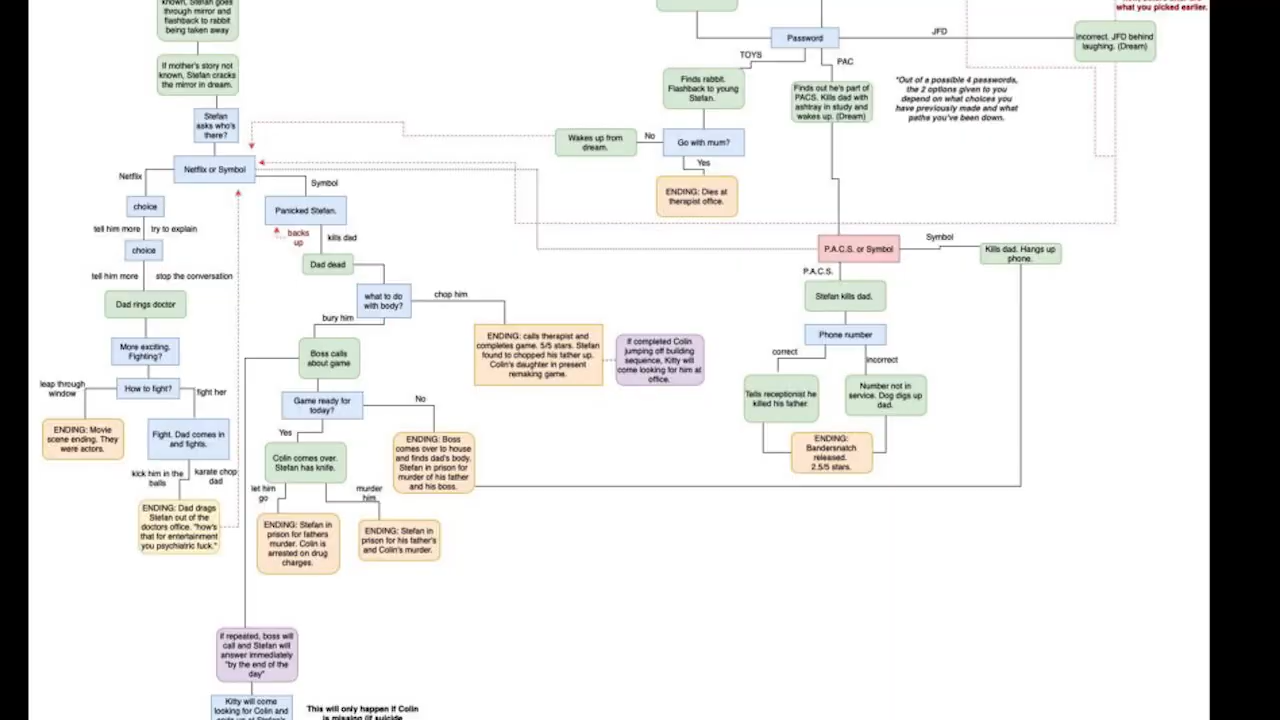 known, Stefan goes
through mirror and
flashback to rabbit
being taken away
If mother's story not
known, Stefan cracks
the mirror in dream.
Stefan
asks who's
there?
Netflix or Symbol
Netflix
Symbol
choice
tell him more
try to explain
choice
tell him more
stop the conversation
Dad rings doctor
More exciting.
Fighting?
How to fight?
leap through
window
fight her
ENDING: Movie
scene ending. They
were actors.
Fight. Dad comes in
and fights.
kick him in the
balls
karate chop
dad
ENDING: Dad drags
Stefan out of the
doctors office. "how's
that for entertainment
you psychiatric fuck."
Panicked Stefan.
backs
up
kills dad
Dad dead
what to do
with body?
chop him
bury him
Boss calls
about game
ENDING: calls therapist and
completes game. 5/5 stars. Stefan
found to chopped his father up.
Colin's daughter in present
remaking game.
If completed Colin
jumping off building
sequence, Kitty will
come looking for him at
office.
Game ready for
today?
No
Yes
Colin comes over.
Stefan has knife.
ENDING: Boss
comes over to house
and finds dad's body.
Stefan in prison for
murder of his father
and his boss.
let him
go
murder
him
ENDING: Stefan in
prison for fathers
murder. Colin is
arrested on drug
charges.
ENDING: Stefan in
prison for his father's
and Colin's murder.
if repeated, boss will
call and Stefan will
answer immediately
"by the end of the
day"
Kitty will come
looking for Colin and
This will only happen if Colin
is missing (if suicide
what you picked earlier.
Password
JFD
Incorrect. JFD behind
laughing. (Dream)
TOYS
PAC
Finds rabbit.
Flashback to young
Stefan.
Finds out he's part of
PACS. Kills dad with
ashtray in study and
wakes up. (Dream)
"Out of a possible 4 passwords,
the 2 options given to you
depend on what choices you
have previously made and what
paths you've been down.
Wakes up from
dream.
No
Go with mum?
Yes
ENDING: Dies at
therapist office.
P.A.C.S. or Symbol
Symbol
Kills dad. Hangs up
phone.
P.A.C.S.
Stefan kills dad.
Phone number
correct
incorrect
Tells receptionist he
killed his father.
Number not in
service. Dog digs up
dad.
ENDING:
Bandersnatch
released.
2.5/5 stars.